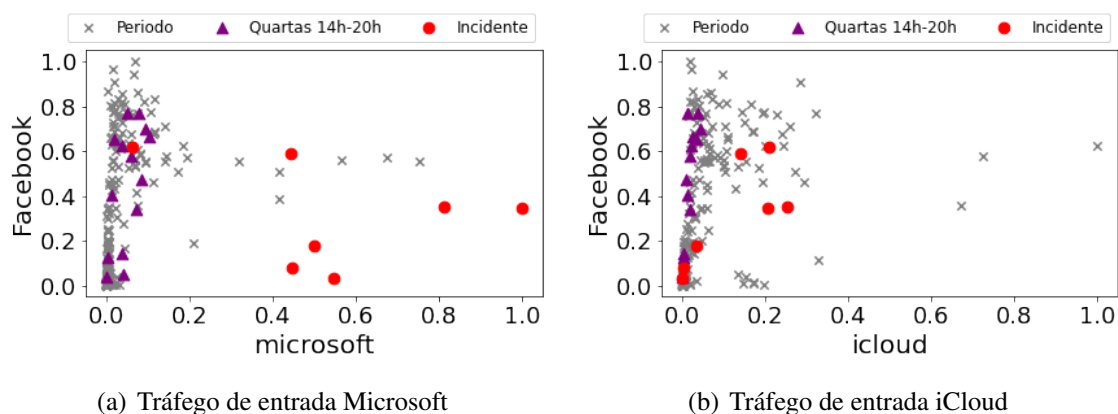 Periodo Quartas 14h-20h Incidente
1.0
0.8
0.6
0.4
0.2
0.0
Facebook
0.0 0.2 0.4 0.6 0.8 1.0
microsoft
(a) Tráfego de entrada Microsoft
Periodo Quartas 14h-20h Incidente
1.0
0.8
0.6
0.4
0.2
0.0
Facebook
0.0 0.2 0.4 0.6 0.8 1.0
icloud
(b) Tráfego de entrada iCloud